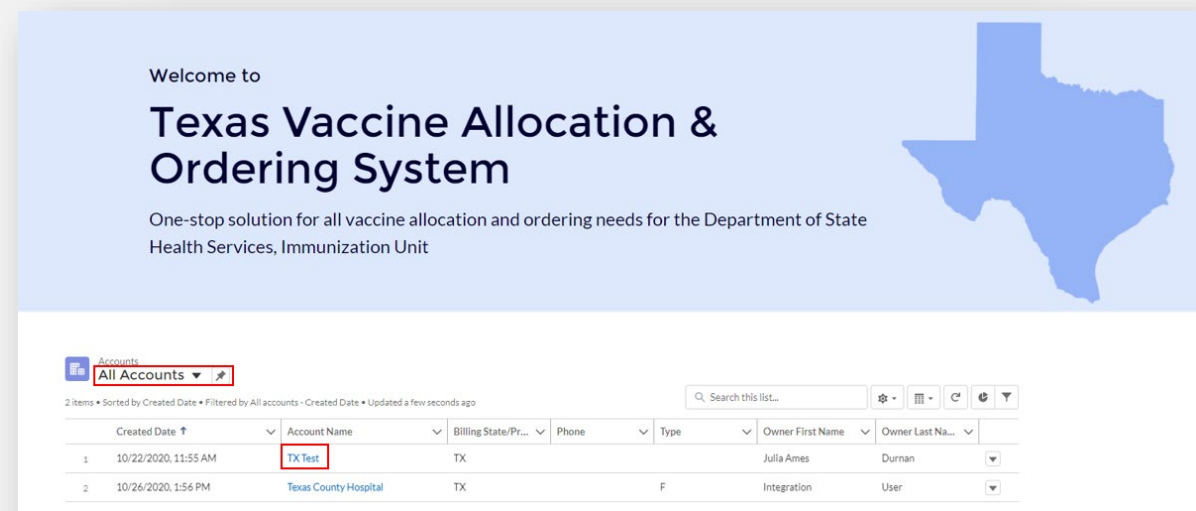 Welcome to
Texas Vaccine Allocation &
Ordering System
One-stop solution for all vaccine allocation and ordering needs for the Department of State
Health Services, Immunization Unit
Accounts
All Accounts
2 items • Sorted by Created Date • Filtered by All accounts - Created Date • Updated a few seconds ago
Search this list...
Created Date ↑ Account Name Billing State/Pr... Phone Type Owner First Name Owner Last Na...
1 10/22/2020, 11:55 AM TX Test TX Julia Ames Durnan
2 10/26/2020, 1:56 PM Texas County Hospital TX F Integration User